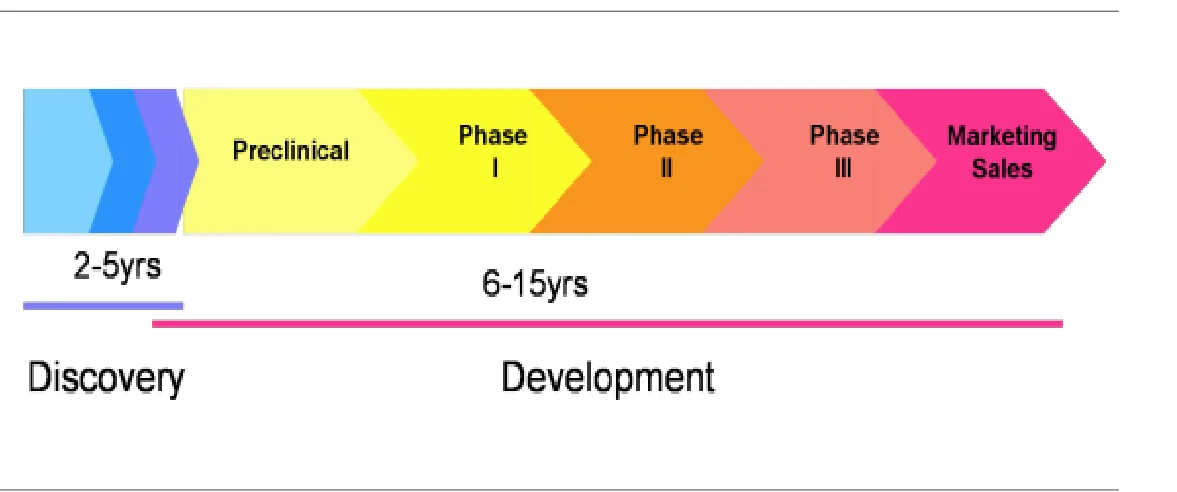 Preclinical
Phase
I
Phase
II
Phase
III
Marketing
Sales
2-5yrs
6-15yrs
Discovery
Development